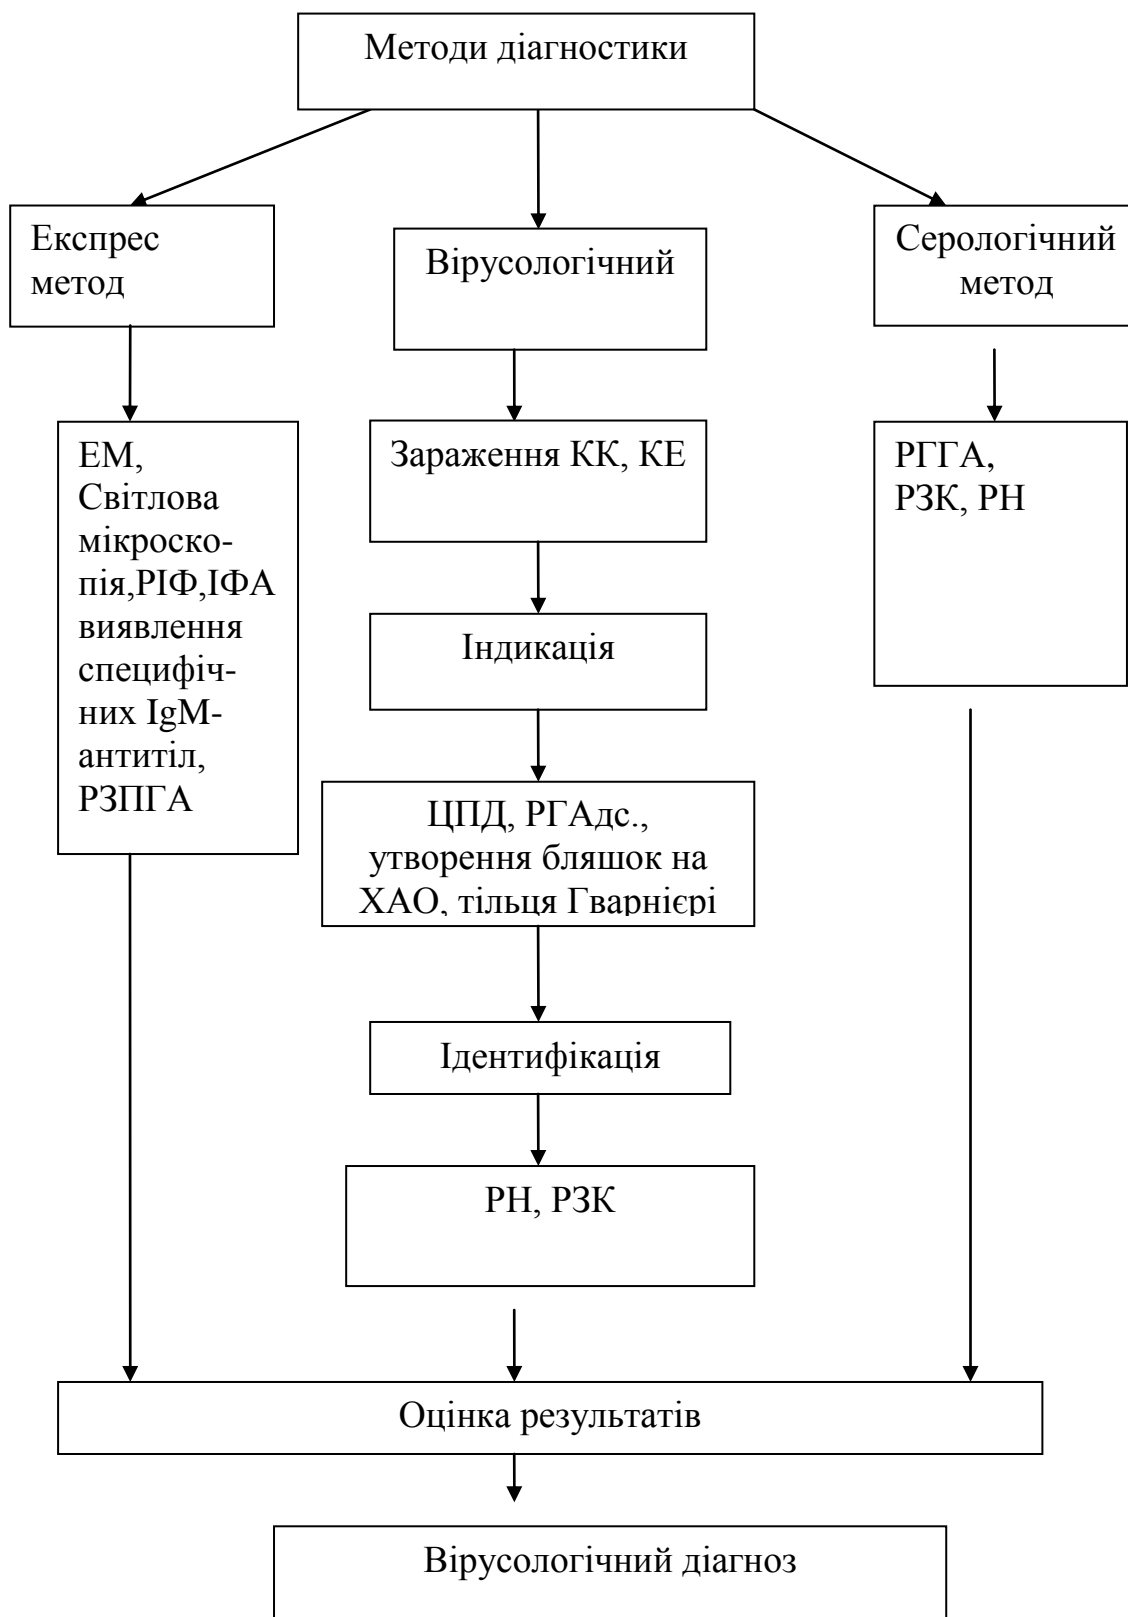 Методи діагностики
Експрес
метод
Вірусологічний
Серологічний
метод
ЕМ,
Світлова
мікроско-
пія,РІФ,ІФА
виявлення
специфіч-
них IgM-
антитіл,
РЗПГА
Зараження КК, КЕ
РГГА,
РЗК, РН
Індикація
ЦПД, РГАдс.,
утворення бляшок на
ХАО, тільця Гварнієрі
Ідентифікація
РН, РЗК
Оцінка результатів
Вірусологічний діагноз